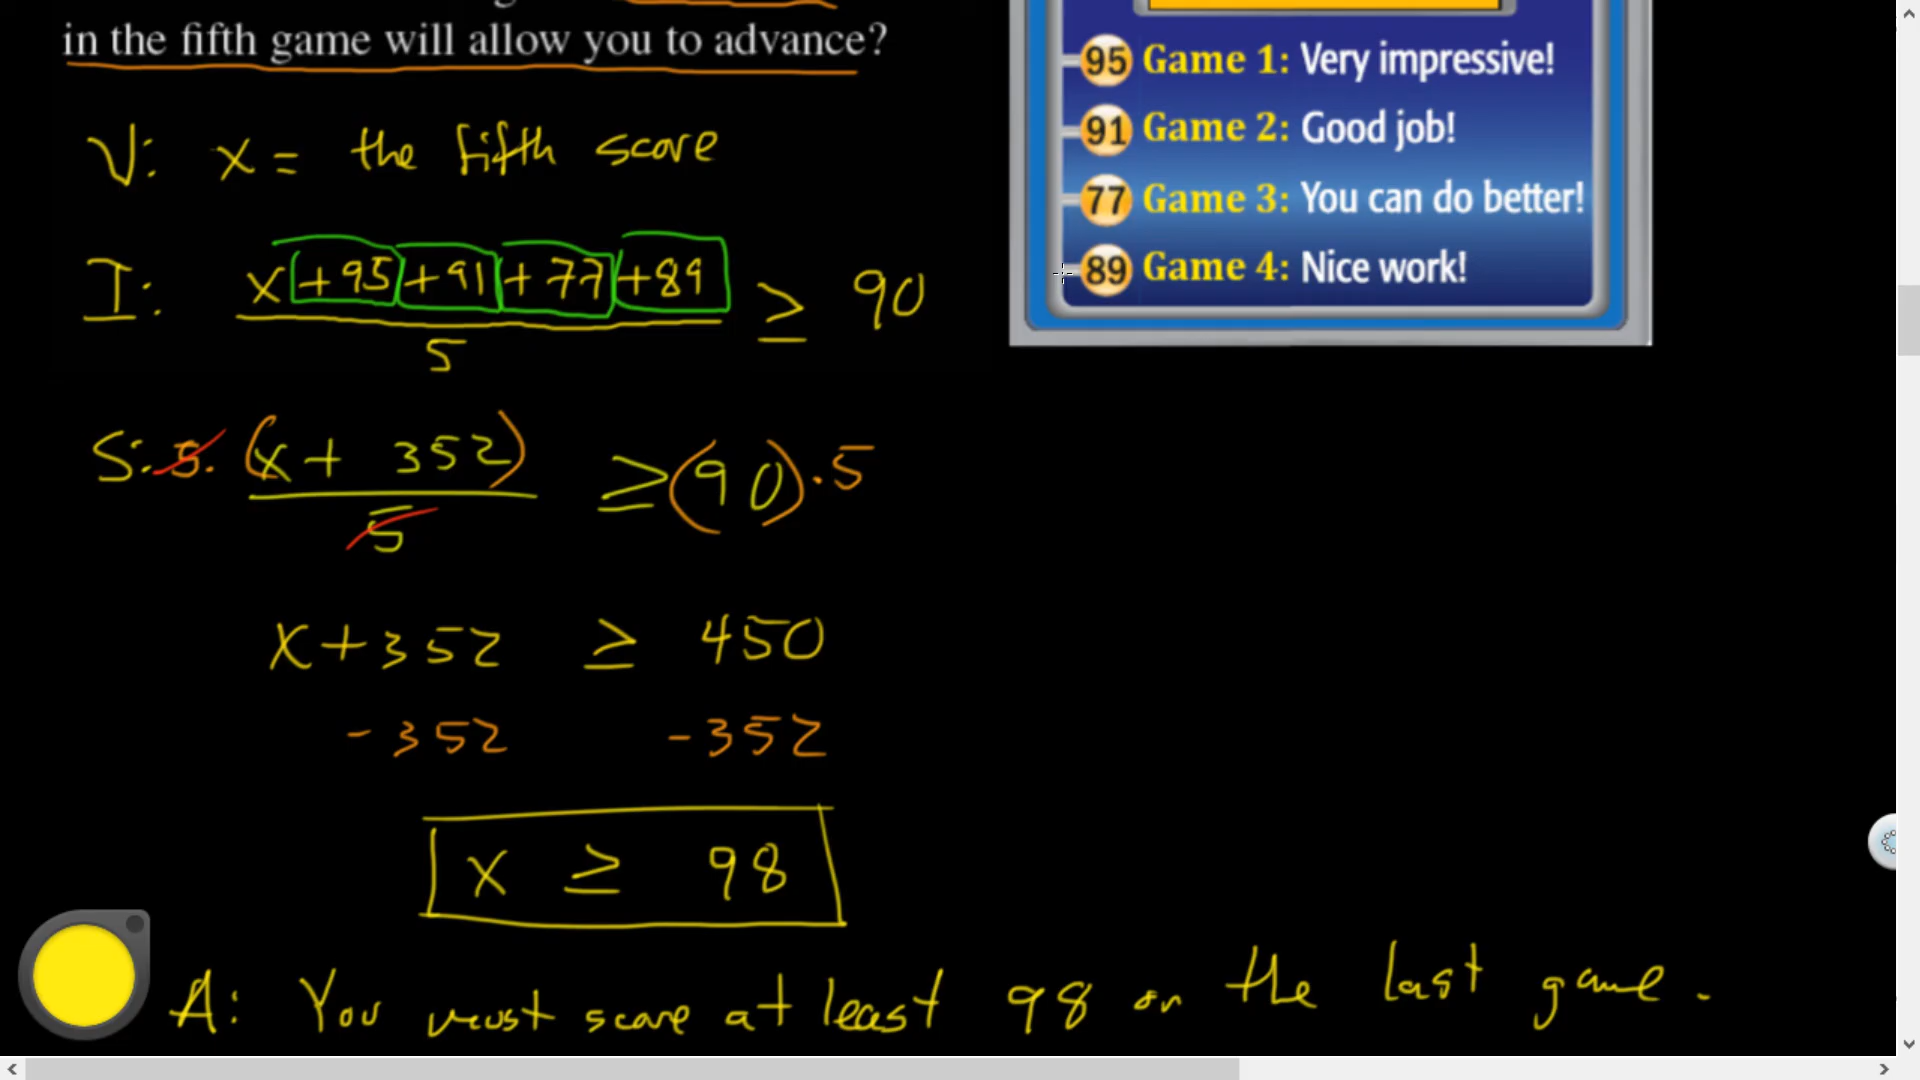 in the fifth game will allow you to advance?
95 Game 1: Very impressive!
91 Game 2: Good job!
77 Game 3: You can do better!
89 Game 4: Nice work!
V: x = the fifth score
I: x +95 +91 +77 +89 ≥ 90
5
S: 5. (x + 352) ≥ (90) . 5
5
x + 352 ≥ 450
- 352 - 352
x ≥ 98
A: You must score at least 98 on the last game.